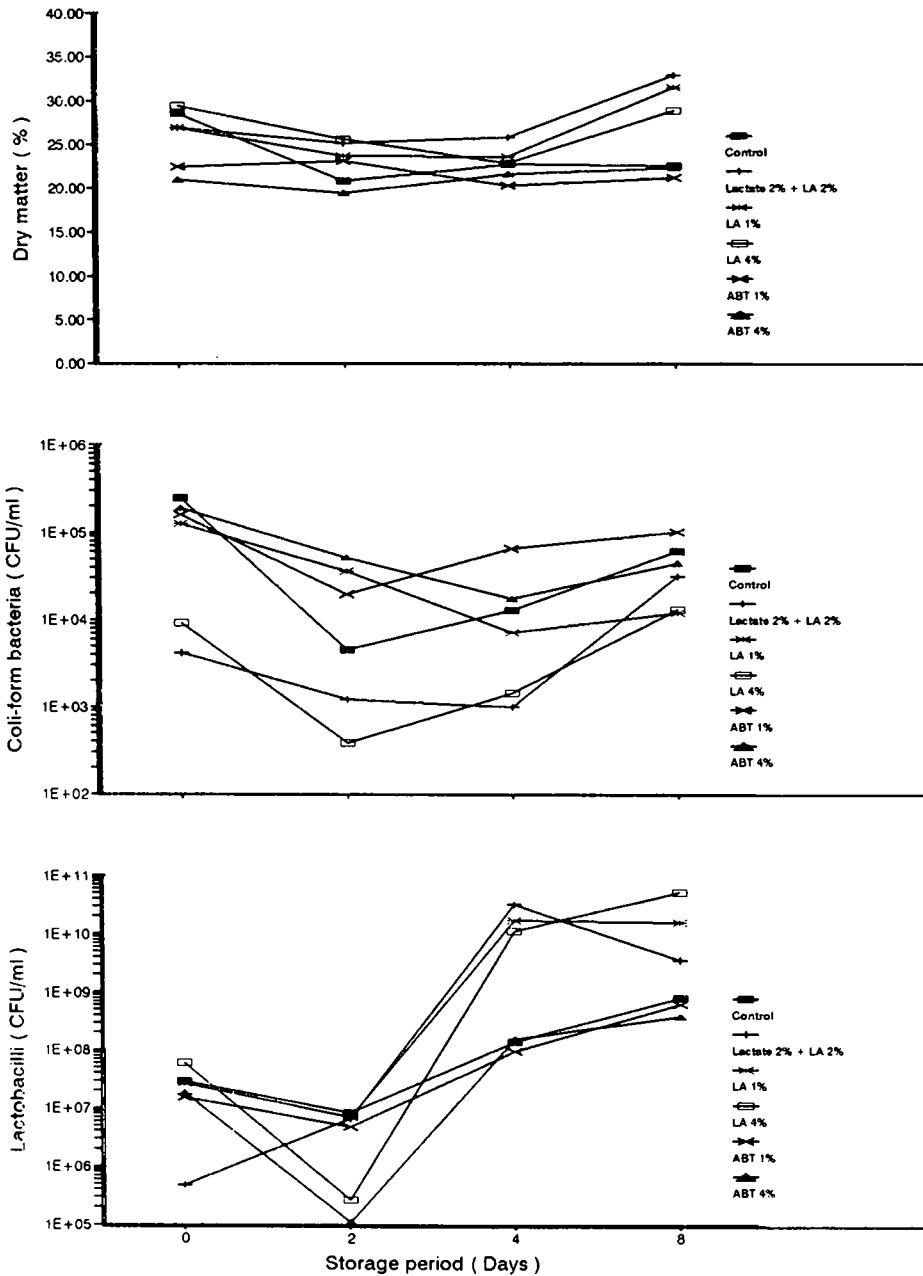 40.00
35.00
30.00
25.00
20.00
15.00
10.00
5.00
0.00
Dry matter ( % )
Control
Lactate 2% + LA 2%
LA 1%
LA 4%
ABT 1%
ABT 4%
1E+06
1E+05
1E+04
1E+03
1E+02
Coli-form bacteria ( CFU/ml )
Control
Lactate 2% + LA 2%
LA 1%
LA 4%
ABT 1%
ABT 4%
1E+11
1E+10
1E+09
1E+08
1E+07
1E+06
1E+05
Lactobacilli ( CFU/ml )
Control
Lactate 2% + LA 2%
LA 1%
LA 4%
ABT 1%
ABT 4%
0 2 4 8
Storage period ( Days )